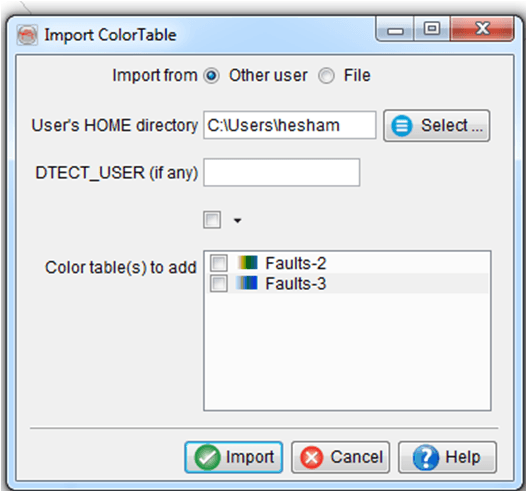 Import ColorTable
Import from Other user File
User's HOME directory C:\Users\hesham Select ...
DTECT_USER (if any)
Color table(s) to add Faults-2
Faults-3
Import Cancel Help